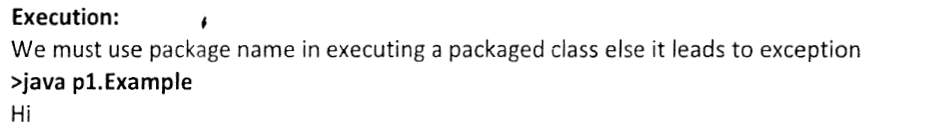 Execution:
We must use package name in executing a packaged class else it leads to exception
>java p1.Example
Hi